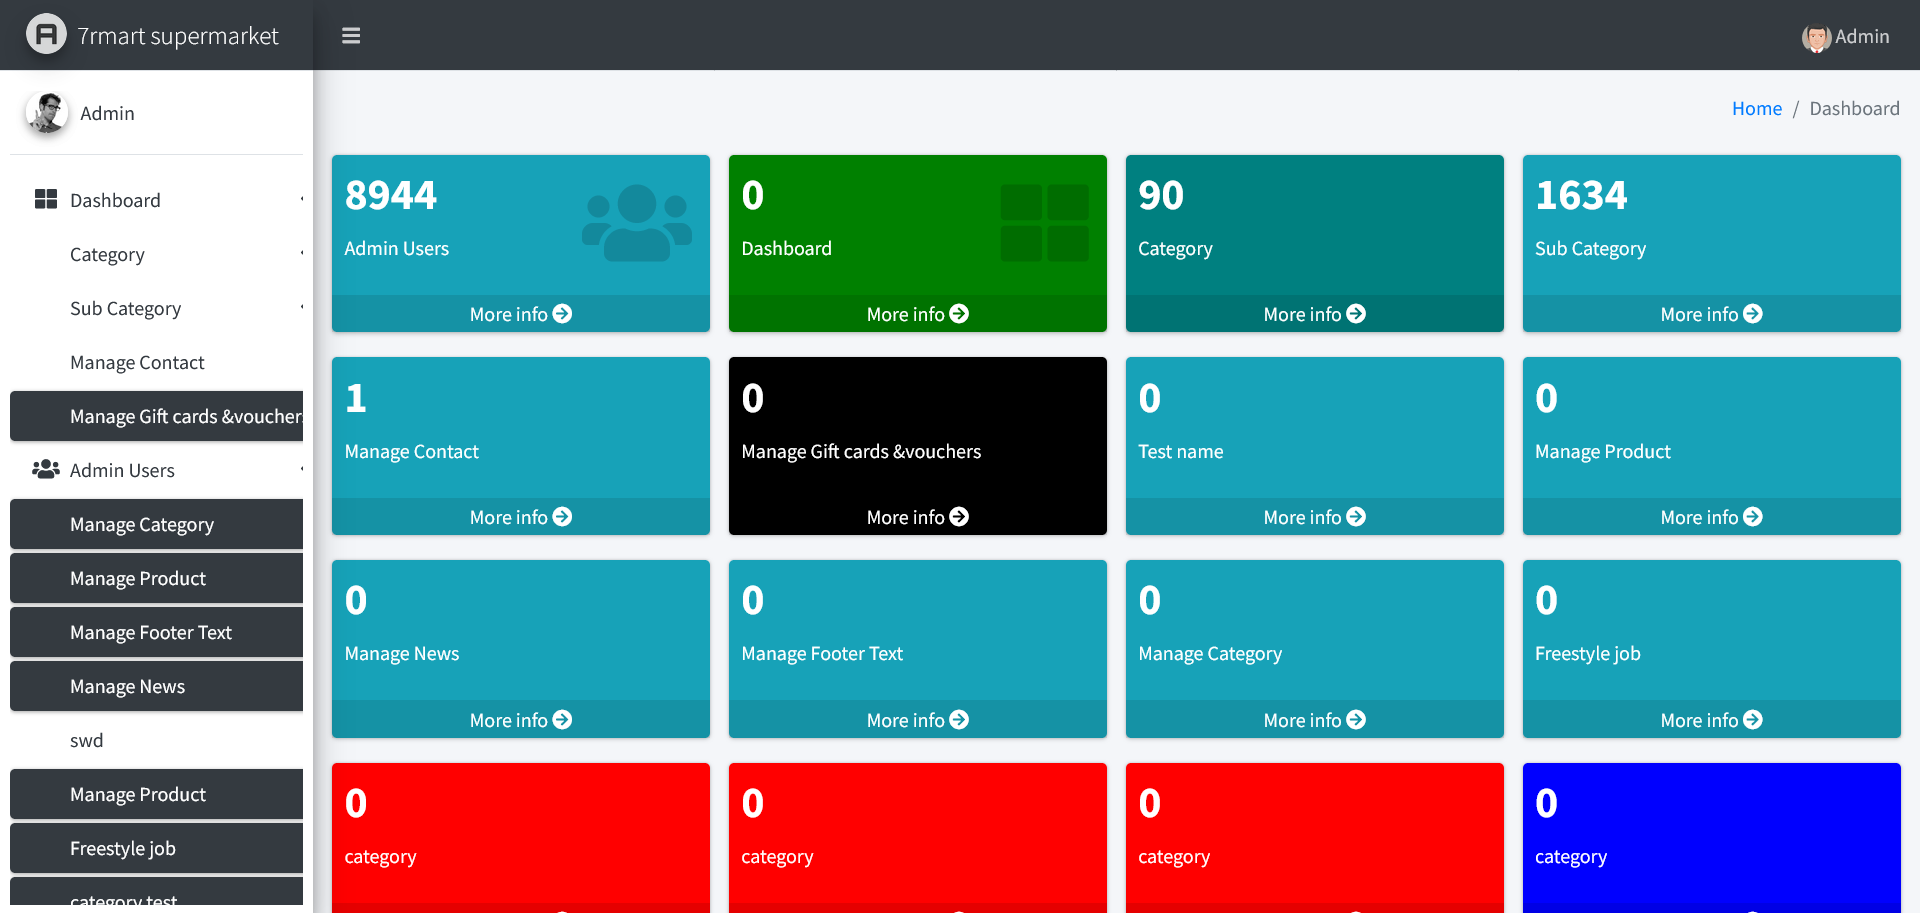 7rmart supermarket
Admin
Admin
Home / Dashboard
Dashboard
Category
Sub Category
Manage Contact
Manage Gift cards &vouchers
Admin Users
Manage Category
Manage Product
Manage Footer Text
Manage News
swd
Manage Product
Freestyle job
category test
8944
Admin Users
More info
0
Dashboard
More info
90
Category
More info
1634
Sub Category
More info
1
Manage Contact
More info
0
Manage Gift cards &vouchers
More info
0
Test name
More info
0
Manage Product
More info
0
Manage News
More info
0
Manage Footer Text
More info
0
Manage Category
More info
0
Freestyle job
More info
0
category
0
category
0
category
0
category